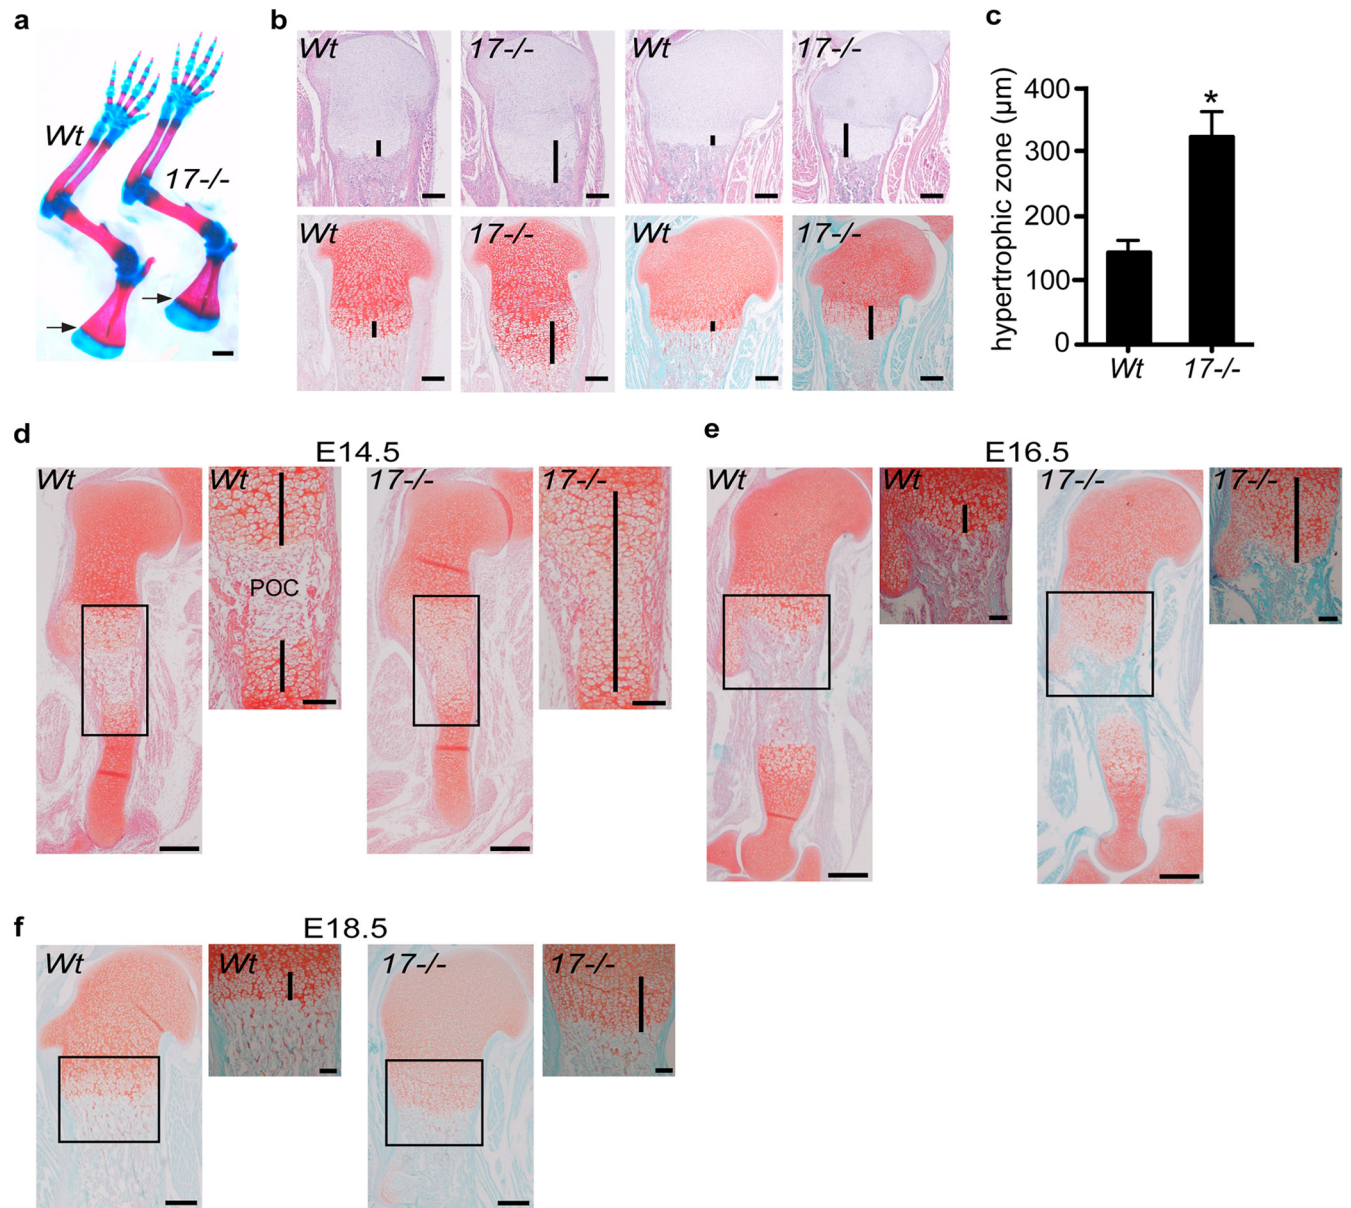 a
Wt
17-/-
b
Wt
17-/-
Wt
17-/-
Wt
17-/-
Wt
17-/-
c
hypertrophic zone (µm)
400
300
200
100
0
*
Wt
17-/-
d
E14.5
Wt
Wt
POC
17-/-
17-/-
e
E16.5
Wt
Wt
17-/-
17-/-
f
E18.5
Wt
Wt
17-/-
17-/-